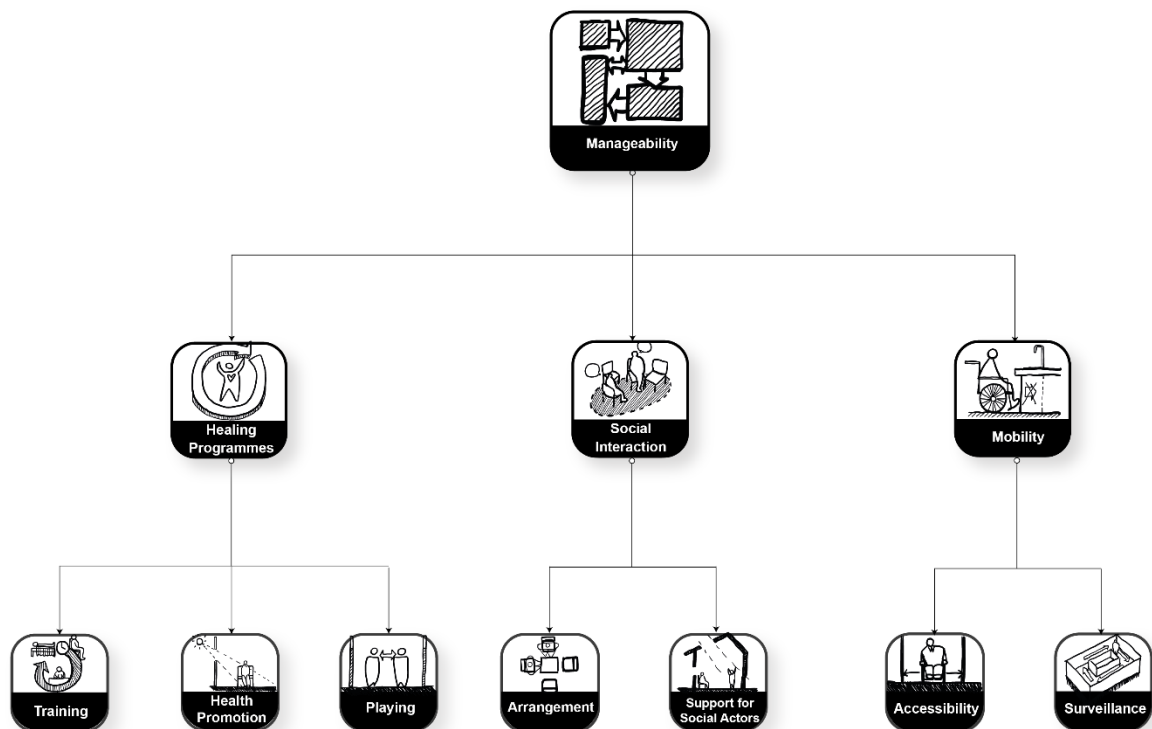 Manageability
Healing
Programmes
Social
Interaction
Mobility
Training
Health
Promotion
Playing
Arrangement
Support for
Social Actors
Accessibility
Surveillance